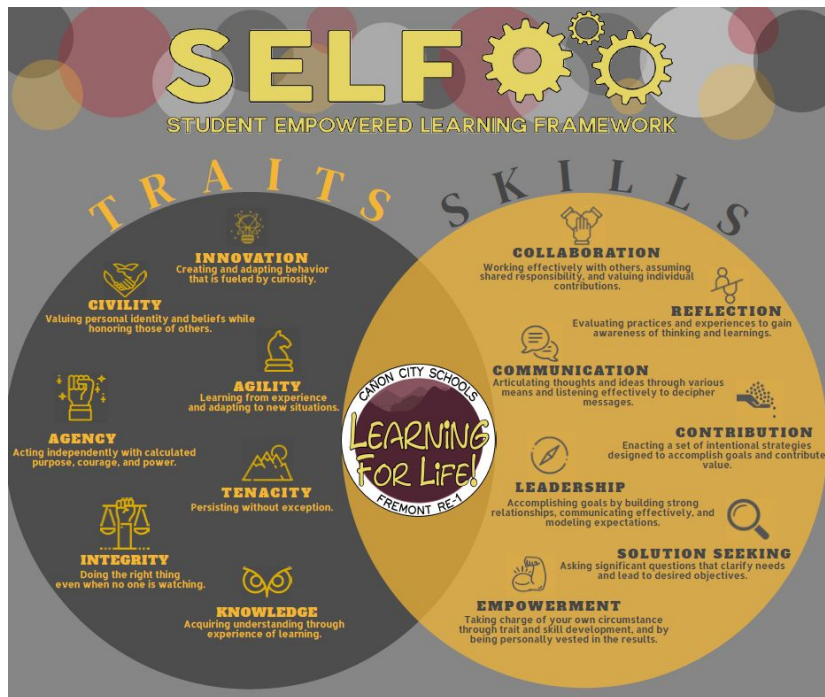 SELF
STUDENT EMPOWERED LEARNING FRAMEWORK
TRAITS
INNOVATION
Creating and adapting behavior
that is fueled by curiosity.
CIVILITY
Valuing personal identity and beliefs while
honoring those of others.
AGILITY
Learning from experience
and adapting to new situations.
AGENCY
Acting independently with calculated
purpose, courage, and power.
TENACITY
Persisting without exception.
INTEGRITY
Doing the right thing
even when no one is watching.
KNOWLEDGE
Acquiring understanding through
experience of learning.
CAÑON CITY SCHOOLS
LEARNING
FOR LIFE!
FREMONT RE-1
SKILLS
COLLABORATION
Working effectively with others, assuming
shared responsibility, and valuing individual
contributions.
REFLECTION
Evaluating practices and experiences to gain
awareness of thinking and learnings.
COMMUNICATION
Articulating thoughts and ideas through various
means and listening effectively to decipher
messages.
CONTRIBUTION
Enacting a set of intentional strategies
designed to accomplish goals and contribute
value.
LEADERSHIP
Accomplishing goals by building strong
relationships, communicating effectively, and
modeling expectations.
SOLUTION SEEKING
Asking significant questions that clarify needs
and lead to desired objectives.
EMPOWERMENT
Taking charge of your own circumstance
through trait and skill development, and by
being personally vested in the results.